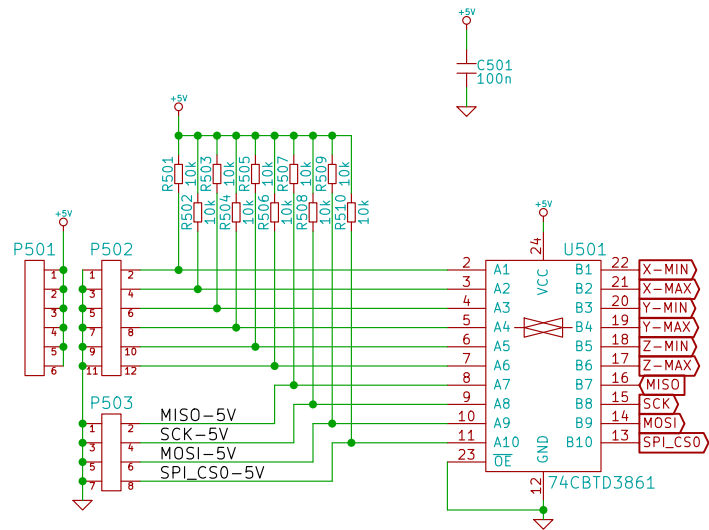 +5V
C501
100n
+5V
R501 10k R503 10k R505 10k R507 10k R509 10k
R502 10k R504 10k R506 10k R508 10k R510 10k
+5V
+5V
P501 P502 24 U501
1 1 2 2 A1 VCC B1 22 X-MIN
2 3 4 3 A2 B2 21 X-MAX
3 5 6 4 A3 B3 20 Y-MIN
4 7 8 5 A4 B4 19 Y-MAX
5 9 10 6 A5 B5 18 Z-MIN
6 11 12 7 A6 B6 17 Z-MAX
8 A7 B7 16 MISO
P503 9 A8 B8 15 SCK
1 2 MISO-5V 10 A9 B9 14 MOSI
3 4 SCK-5V 11 A10 GND B10 13 SPI_CS0
5 6 MOSI-5V 23 OE
7 8 SPI_CS0-5V 12 74CBTD3861